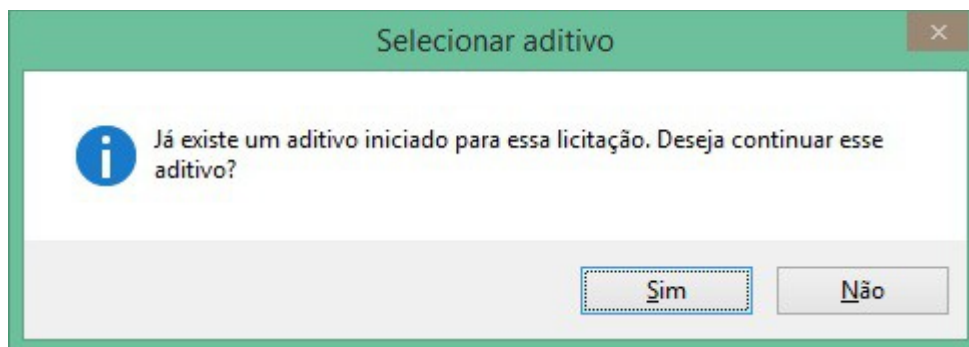 Selecionar aditivo
Já existe um aditivo iniciado para essa licitação. Deseja continuar esse
aditivo?
Sim
Não